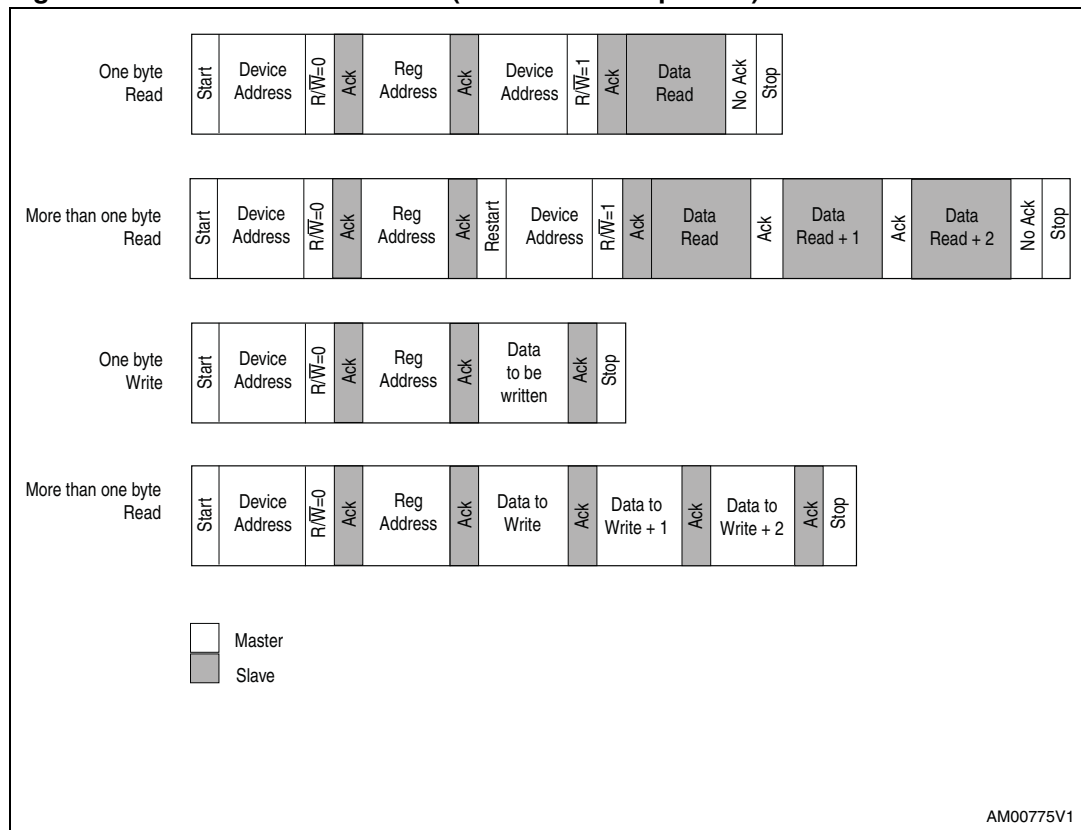 One byte
Read
Start
Device
Address
R/W̅=0
Ack
Reg
Address
Ack
Device
Address
R/W̅=1
Ack
Data
Read
No Ack
Stop
More than one byte
Read
Start
Device
Address
R/W̅=0
Ack
Reg
Address
Ack
Restart
Device
Address
R/W̅=1
Ack
Data
Read
Ack
Data
Read + 1
Ack
Data
Read + 2
No Ack
Stop
One byte
Write
Start
Device
Address
R/W̅=0
Ack
Reg
Address
Ack
Data
to be
written
Ack
Stop
More than one byte
Read
Start
Device
Address
R/W̅=0
Ack
Reg
Address
Ack
Data to
Write
Ack
Data to
Write + 1
Ack
Data to
Write + 2
Ack
Stop
Master
Slave
AM00775V1